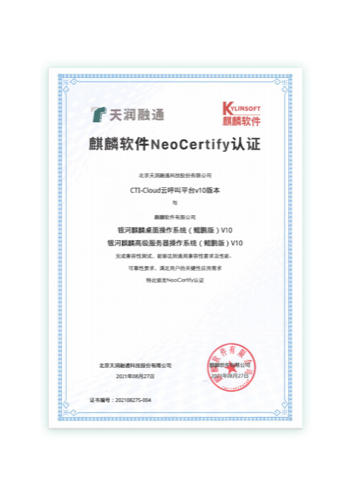 天润融通
KYLINSOFT
麒麟软件
麒麟软件NeoCertify认证
北京天润融通科技股份有限公司
CTI-Cloud云呼叫平台v10版本
与
麒麟软件有限公司
银河麒麟桌面操作系统（鲲鹏版）V10
银河麒麟高级服务器操作系统（鲲鹏版）V10
完成兼容性测试，能够达到通用兼容性要求及性能、
可靠性要求，满足用户的关键性应用需求
特此颁发NeoCertify认证
北京天润融通科技股份有限公司
麒麟软件有限公司
2021年08月27日
2021年08月27日
证书编号：20210827S-004